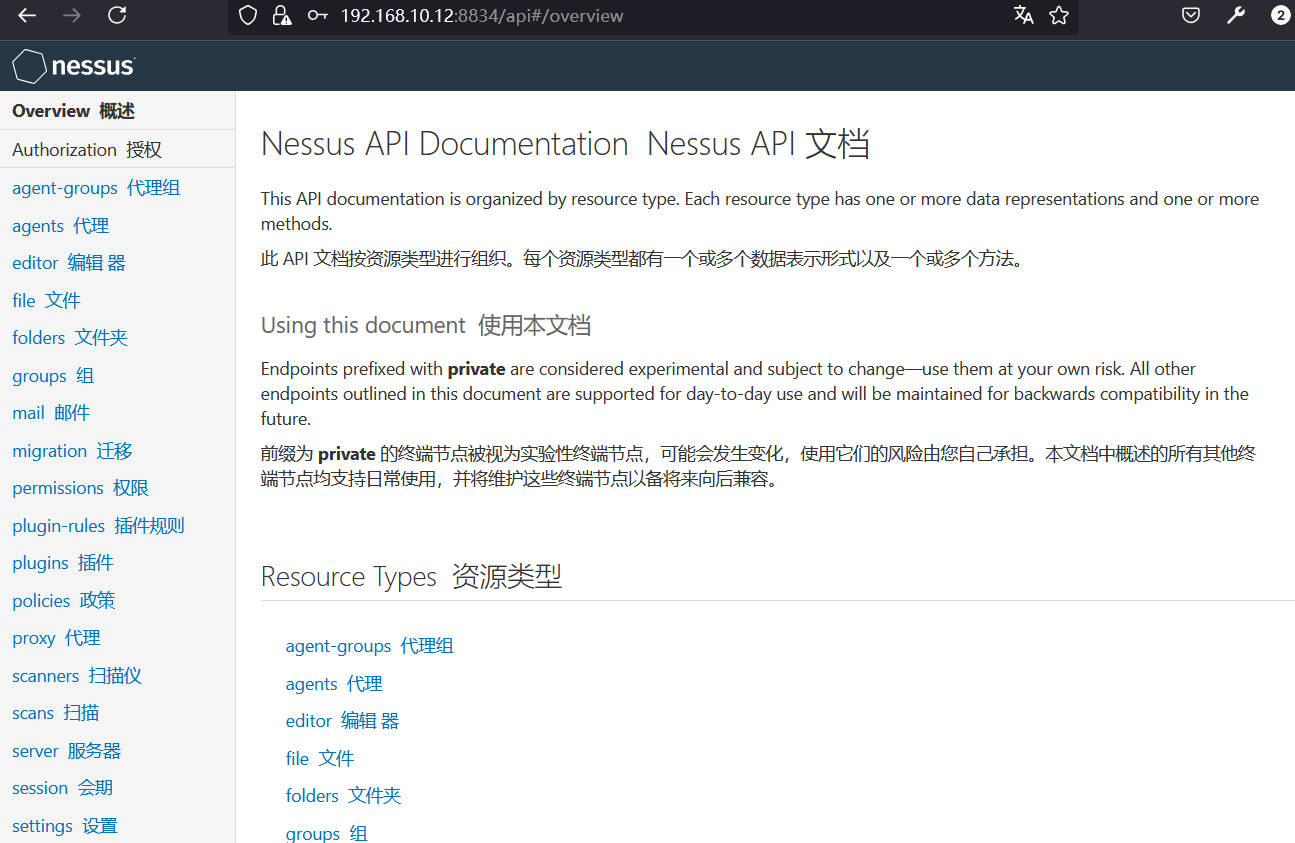 192.168.10.12:8834/api#/overview
2
nessus
Overview 概述
Authorization 授权
agent-groups 代理组
agents 代理
editor 编辑 器
file 文件
folders 文件夹
groups 组
mail 邮件
migration 迁移
permissions 权限
plugin-rules 插件规则
plugins 插件
policies 政策
proxy 代理
scanners 扫描仪
scans 扫描
server 服务器
session 会期
settings 设置
Nessus API Documentation Nessus API 文档
This API documentation is organized by resource type. Each resource type has one or more data representations and one or more
methods.
此 API 文档按资源类型进行组织。每个资源类型都有一个或多个数据表示形式以及一个或多个方法。
Using this document 使用本文档
Endpoints prefixed with private are considered experimental and subject to change—use them at your own risk. All other
endpoints outlined in this document are supported for day-to-day use and will be maintained for backwards compatibility in the
future.
前缀为 private 的终端节点被视为实验性终端节点，可能会发生变化，使用它们的风险由您自己承担。本文档中概述的所有其他终
端节点均支持日常使用，并将维护这些终端节点以备将来向后兼容。
Resource Types 资源类型
agent-groups 代理组
agents 代理
editor 编辑 器
file 文件
folders 文件夹
groups 组